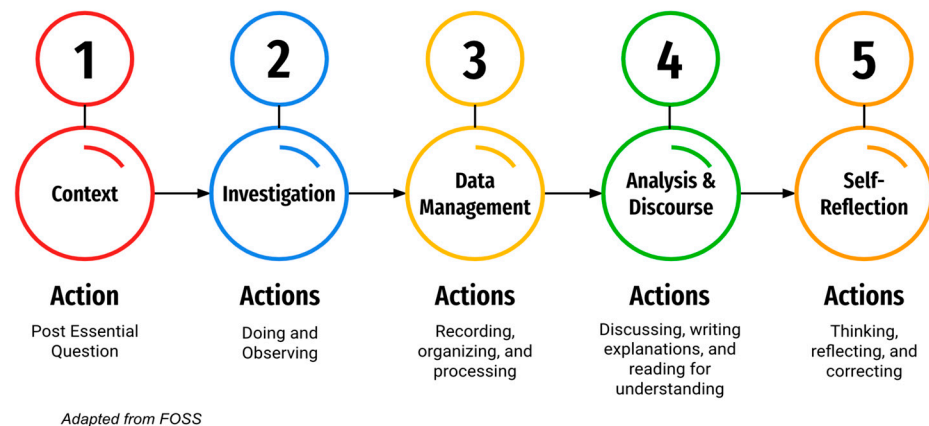 1
2
3
4
5
Context
Investigation
Data
Management
Analysis &
Discourse
Self-
Reflection
Action
Post Essential
Question
Actions
Doing and
Observing
Actions
Recording,
organizing, and
processing
Actions
Discussing, writing
explanations, and
reading for
understanding
Actions
Thinking,
reflecting, and
correcting
Adapted from FOSS